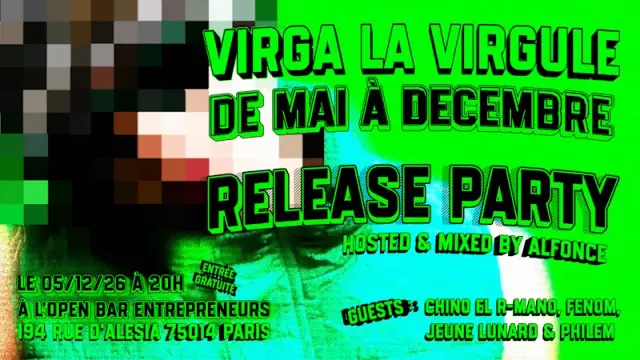 VIRGA LA VIRGULE
DE MAI À DECEMBRE
RELEASE PARTY
HOSTED & MIXED BY ALFONCE
LE 05/12/26 À 20H
ENTRÉE
GRATUITE
À L'OPEN BAR ENTREPRENEURS
194 RUE D'ALESIA 75014 PARIS
GUESTS : CHINO EL R-MANO, FENOM,
JEUNE LUNARD & PHILEM